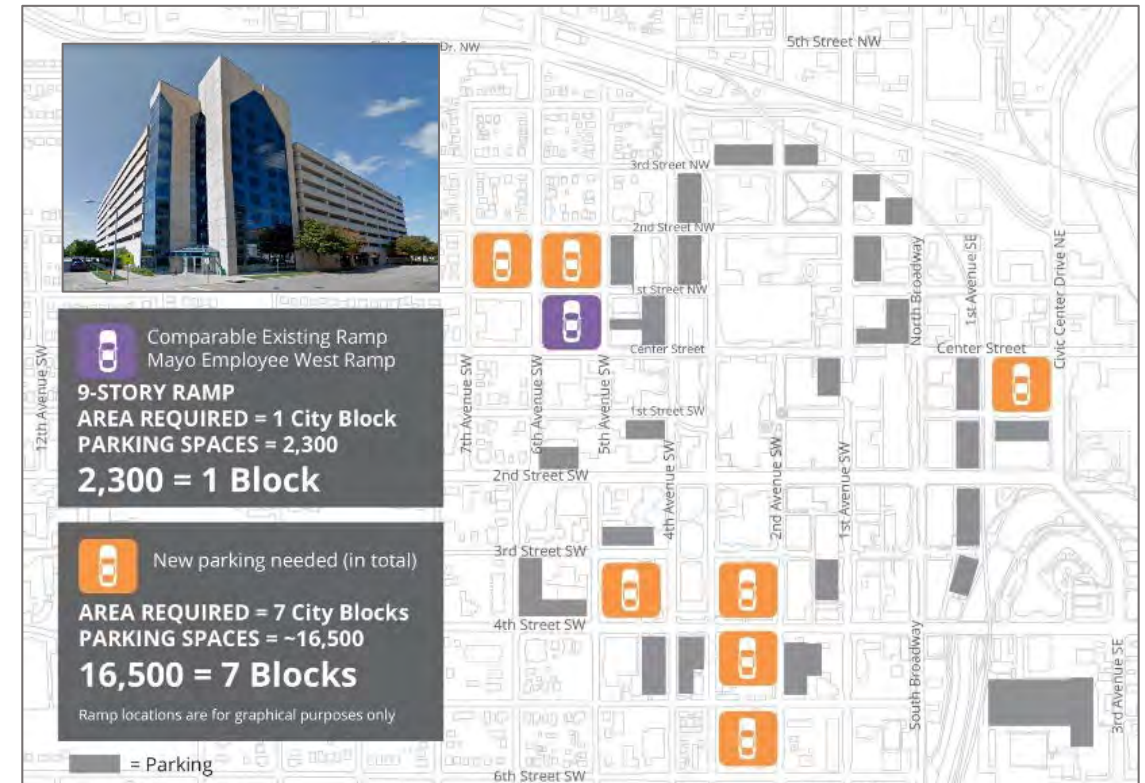 Dr. NW
5th Street NW
3rd Street NW
2nd Street NW
1st Street NW
Center Street
North Broadway
1st Avenue SE
Civic Center Drive NE
Center Street
12th Avenue SW
7th Avenue SW
6th Avenue SW
5th Avenue SW
1st Street SW
4th Avenue SW
2nd Avenue SW
1st Avenue SW
2nd Street SW
3rd Street SW
4th Street SW
South Broadway
3rd Avenue SE
6th Street SW
Comparable Existing Ramp
Mayo Employee West Ramp
9-STORY RAMP
AREA REQUIRED = 1 City Block
PARKING SPACES = 2,300
2,300 = 1 Block
New parking needed (in total)
AREA REQUIRED = 7 City Blocks
PARKING SPACES = ~16,500
16,500 = 7 Blocks
Ramp locations are for graphical purposes only
= Parking